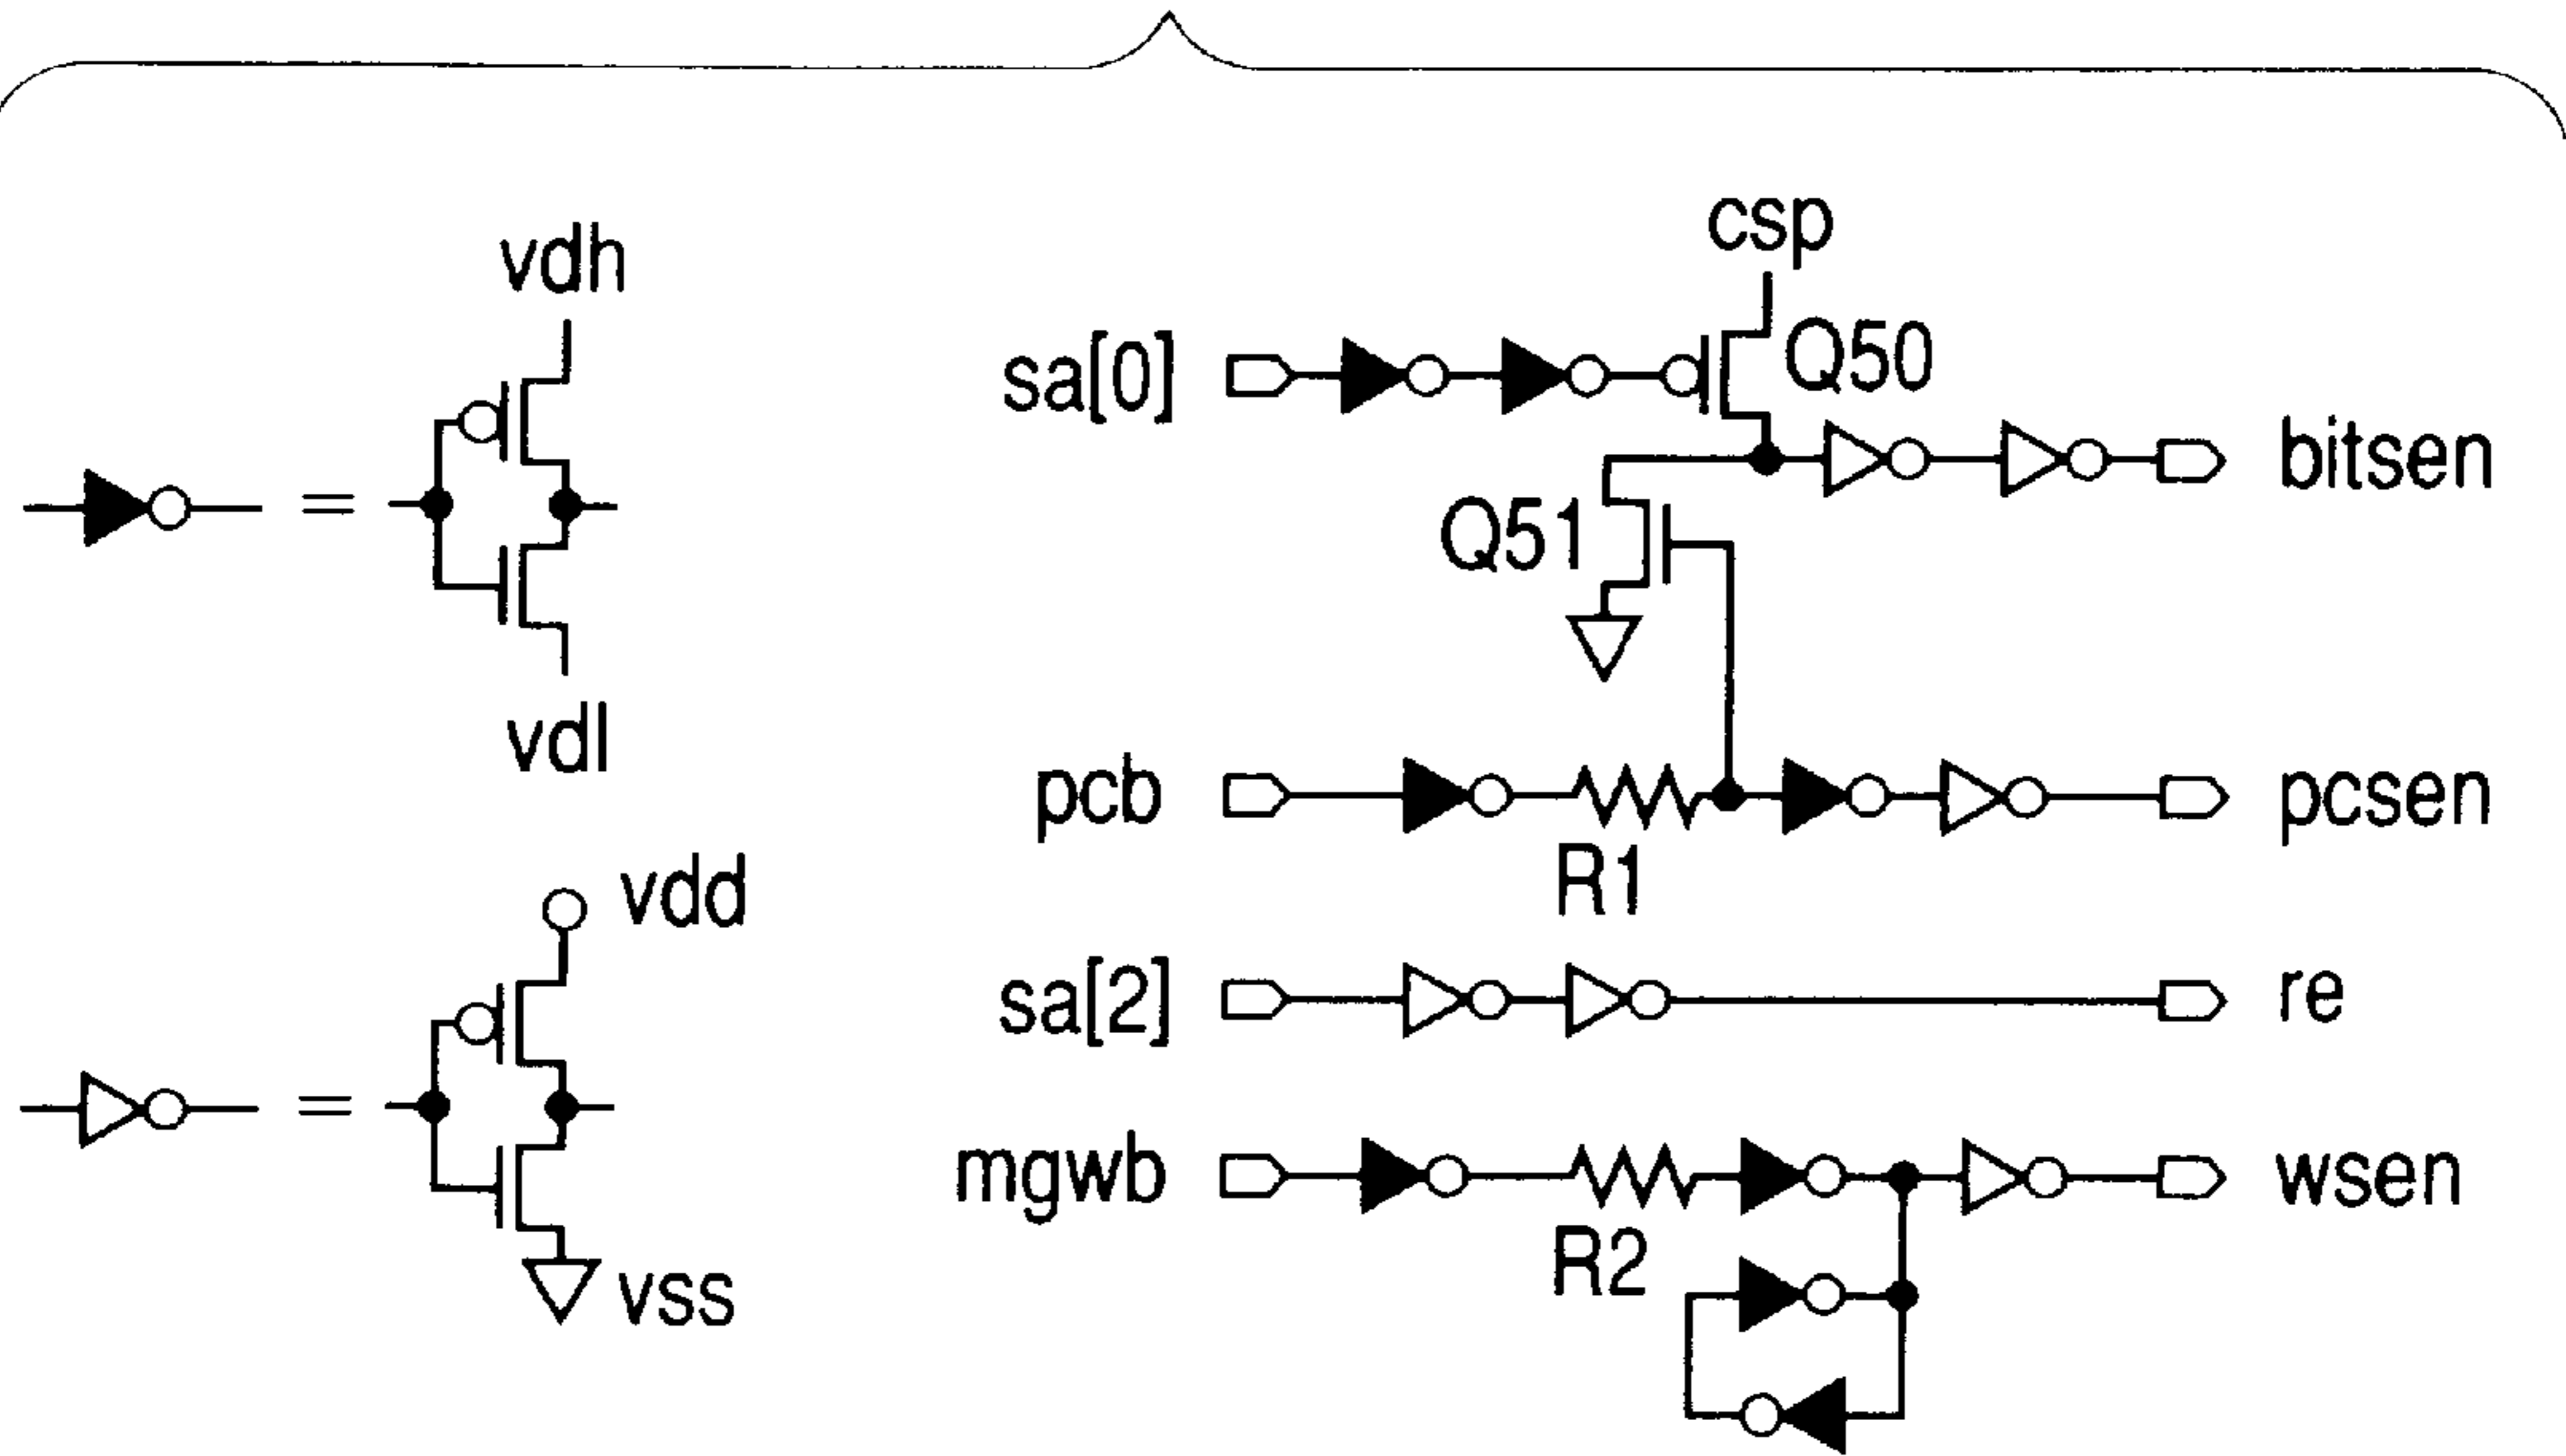 vdh
vdl
vdd
vss
csp
sa[0]
Q50
bitsen
Q51
pcb
pcsen
R1
sa[2]
re
mgwb
wsen
R2